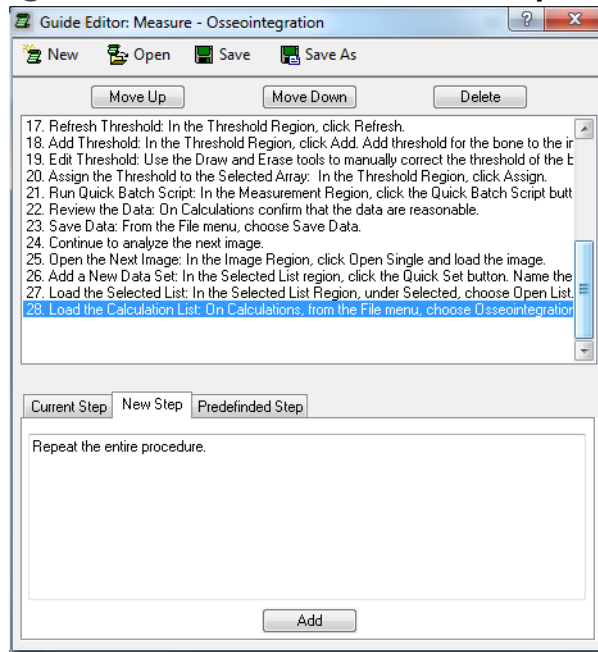 Guide Editor: Measure - Osseointegration
New Open Save Save As
Move Up Move Down Delete
17. Refresh Threshold: In the Threshold Region, click Refresh.
18. Add Threshold: In the Threshold Region, click Add. Add threshold for the bone to the
19. Edit Threshold: Use the Draw and Erase tools to manually correct the threshold of the
20. Assign the Threshold to the Selected Array: In the Threshold Region, click Assign.
21. Run Quick Batch Script: In the Measurement Region, click the Quick Batch Script butt
22. Review the Data: On Calculations confirm that the data are reasonable.
23. Save Data: From the File menu, choose Save Data.
24. Continue to analyze the next image.
25. Open the Next Image: In the Image Region, click Open Single and load the image.
26. Add a New Data Set: In the Selected List region, click the Quick Set button. Name the
27. Load the Selected List: In the Selected List Region, under Selected, choose Open List.
28. Load the Calculation List: On Calculations, from the File menu, choose Osseointegration
Current Step New Step Predefinded Step
Repeat the entire procedure.
Add